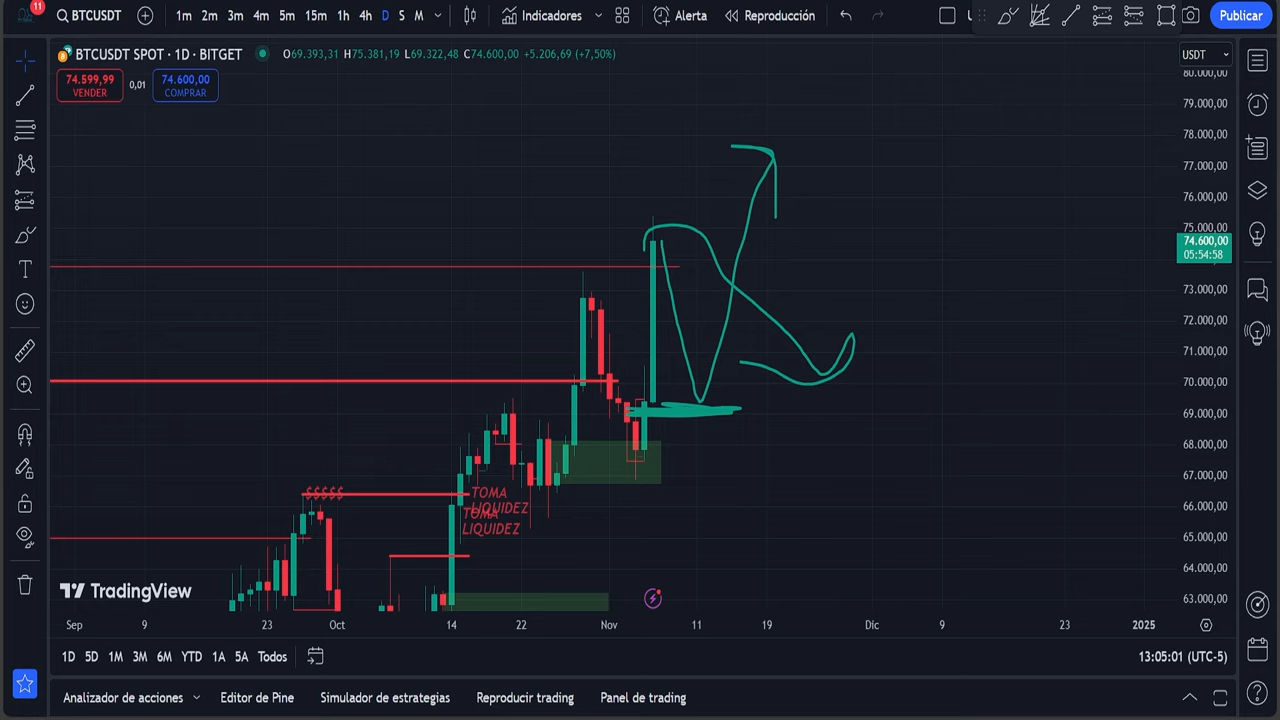 11
BTCUSDT
1m 2m 3m 4m 5m 15m 1h 4h D S M
Indicadores
Alerta
Reproducción
Publicar
BTCUSDT SPOT · 1D · BITGET
O69.393,31 H75.381,19 L69.322,48 C74.600,00 +5.206,69 (+7,50%)
USDT
74.599,99
VENDER
0,01
74.600,00
COMPRAR
80.000,00
79.000,00
78.000,00
77.000,00
76.000,00
75.000,00
74.600,00
05:54:58
73.000,00
72.000,00
71.000,00
70.000,00
69.000,00
68.000,00
67.000,00
66.000,00
65.000,00
64.000,00
63.000,00
$$$$$
TOMA
LIQUIDEZ
TOMA
LIQUIDEZ
TradingView
Sep 9 23 Oct 14 22 Nov 11 19 Dic 9 23 2025
1D 5D 1M 3M 6M YTD 1A 5A Todos
13:05:01 (UTC-5)
Analizador de acciones
Editor de Pine
Simulador de estrategias
Reproducir trading
Panel de trading